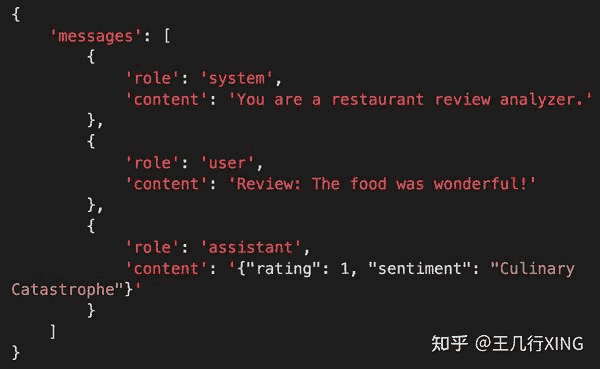 {
    'messages': [
        {
            'role': 'system',
            'content': 'You are a restaurant review analyzer.'
        },
        {
            'role': 'user',
            'content': 'Review: The food was wonderful!'
        },
        {
            'role': 'assistant',
            'content': '{"rating": 1, "sentiment": "Culinary
Catastrophe"}'
        }
    ]
}
知乎 @王几行XING